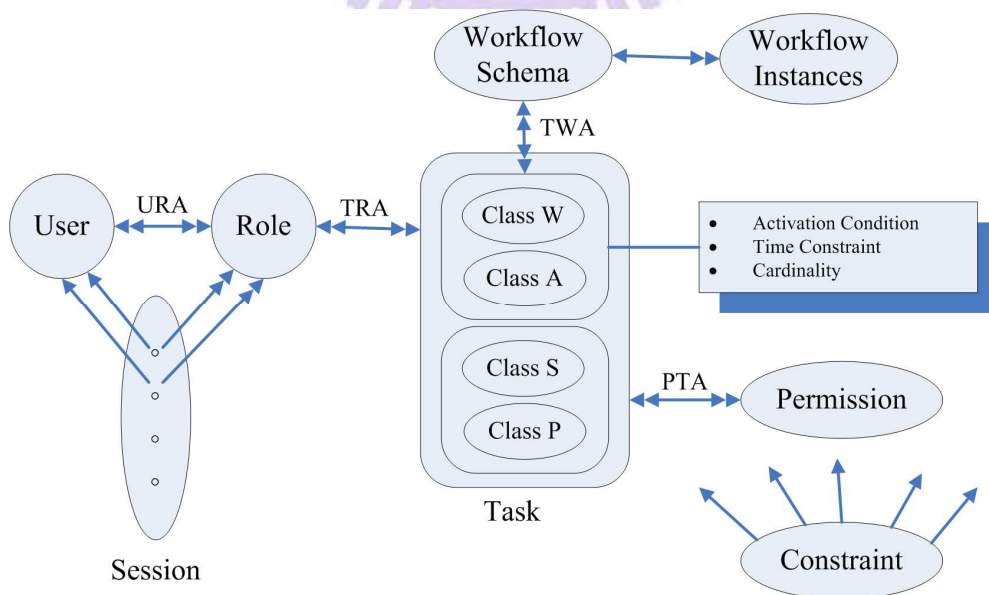 Workflow
Schema
Workflow
Instances
TWA
User
URA
Role
TRA
Class W
Class A
• Activation Condition
• Time Constraint
• Cardinality
Class S
Class P
PTA
Permission
Task
Session
Constraint